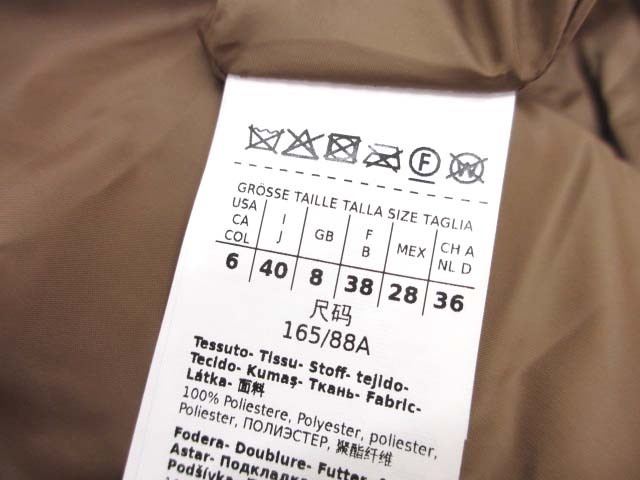 F W
GRÖSSE TAILLE TALLA SIZE TAGLIA
USA CA COL I J GB F B MEX CH A NL D
6 40 8 38 28 36
尺码
165/88A
Tessuto- Tissu- Stoff- tejido-
Tecido- Kumaş- Ткань- Fabric-
Látka- 面料
100% Poliestere, Polyester, poliester,
Poliester, ПОЛИЭСТЕР, 聚酯纤维
Fodera- Doublure- Futter-
Astar- Подкладка
Podšívka-